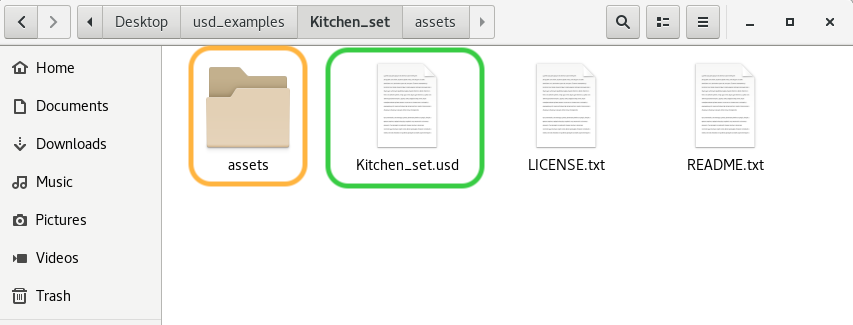 Desktop usd_examples Kitchen_set assets
Home
Documents
Downloads
Music
Pictures
Videos
Trash
assets Kitchen_set.usd LICENSE.txt README.txt